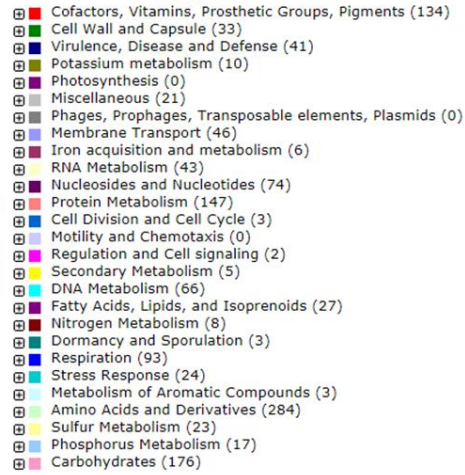 Cofactors, Vitamins, Prosthetic Groups, Pigments (134)
Cell Wall and Capsule (33)
Virulence, Disease and Defense (41)
Potassium metabolism (10)
Photosynthesis (0)
Miscellaneous (21)
Phages, Prophages, Transposable elements, Plasmids (0)
Membrane Transport (46)
Iron acquisition and metabolism (6)
RNA Metabolism (43)
Nucleosides and Nucleotides (74)
Protein Metabolism (147)
Cell Division and Cell Cycle (3)
Motility and Chemotaxis (0)
Regulation and Cell signaling (2)
Secondary Metabolism (5)
DNA Metabolism (66)
Fatty Acids, Lipids, and Isoprenoids (27)
Nitrogen Metabolism (8)
Dormancy and Sporulation (3)
Respiration (93)
Stress Response (24)
Metabolism of Aromatic Compounds (3)
Amino Acids and Derivatives (284)
Sulfur Metabolism (23)
Phosphorus Metabolism (17)
Carbohydrates (176)